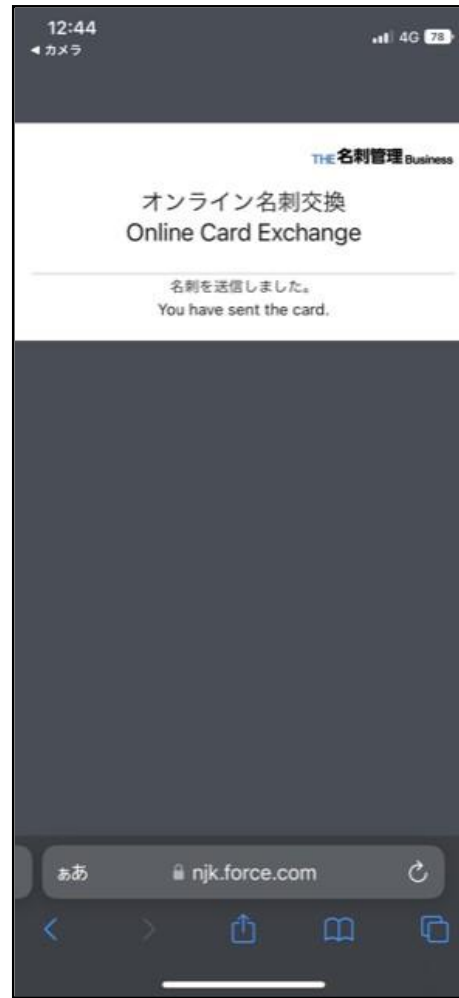 12:44
4G 78
◀ カメラ
THE 名刺管理 Business
オンライン名刺交換
Online Card Exchange
名刺を送信しました。
You have sent the card.
ぁあ njk.force.com